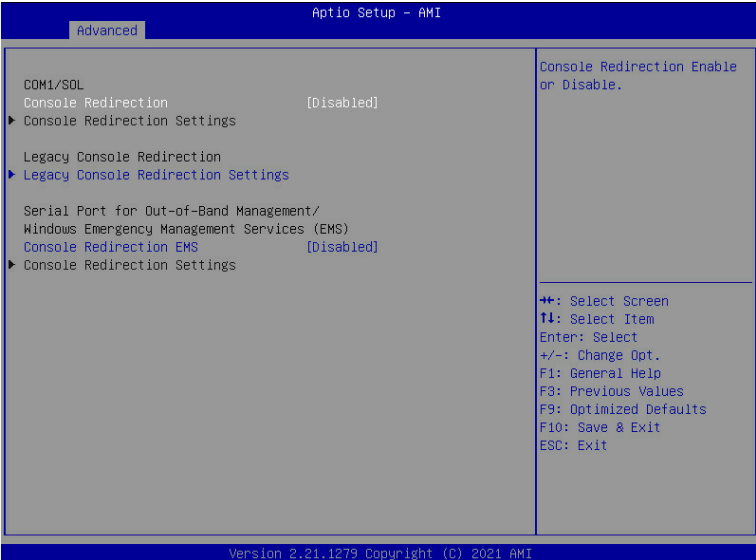 Aptio Setup – AMI
Advanced
COM1/SOL
Console Redirection [Disabled]
Console Redirection Settings
Legacy Console Redirection
Legacy Console Redirection Settings
Serial Port for Out-of-Band Management/
Windows Emergency Management Services (EMS)
Console Redirection EMS [Disabled]
Console Redirection Settings
Console Redirection Enable
or Disable.
→←: Select Screen
↑↓: Select Item
Enter: Select
+/-: Change Opt.
F1: General Help
F3: Previous Values
F9: Optimized Defaults
F10: Save & Exit
ESC: Exit
Version 2.21.1279 Copyright (C) 2021 AMI